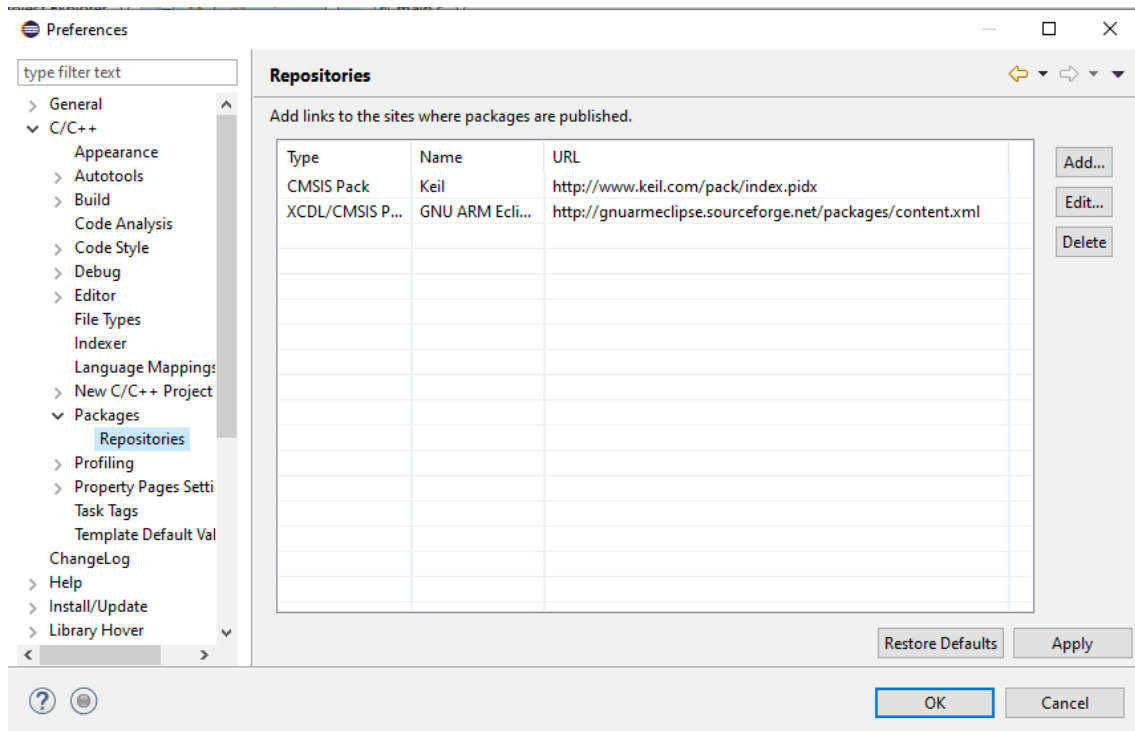 Preferences
type filter text
General
C/C++
Appearance
Autotools
Build
Code Analysis
Code Style
Debug
Editor
File Types
Indexer
Language Mappings
New C/C++ Project
Packages
Repositories
Profiling
Property Pages Setti
Task Tags
Template Default Val
ChangeLog
Help
Install/Update
Library Hover
Repositories
Add links to the sites where packages are published.
Type Name URL
CMSIS Pack Keil http://www.keil.com/pack/index.pidx
XCDL/CMSIS P... GNU ARM Ecli... http://gnuarmeclipse.sourceforge.net/packages/content.xml
Add...
Edit...
Delete
Restore Defaults Apply
OK Cancel